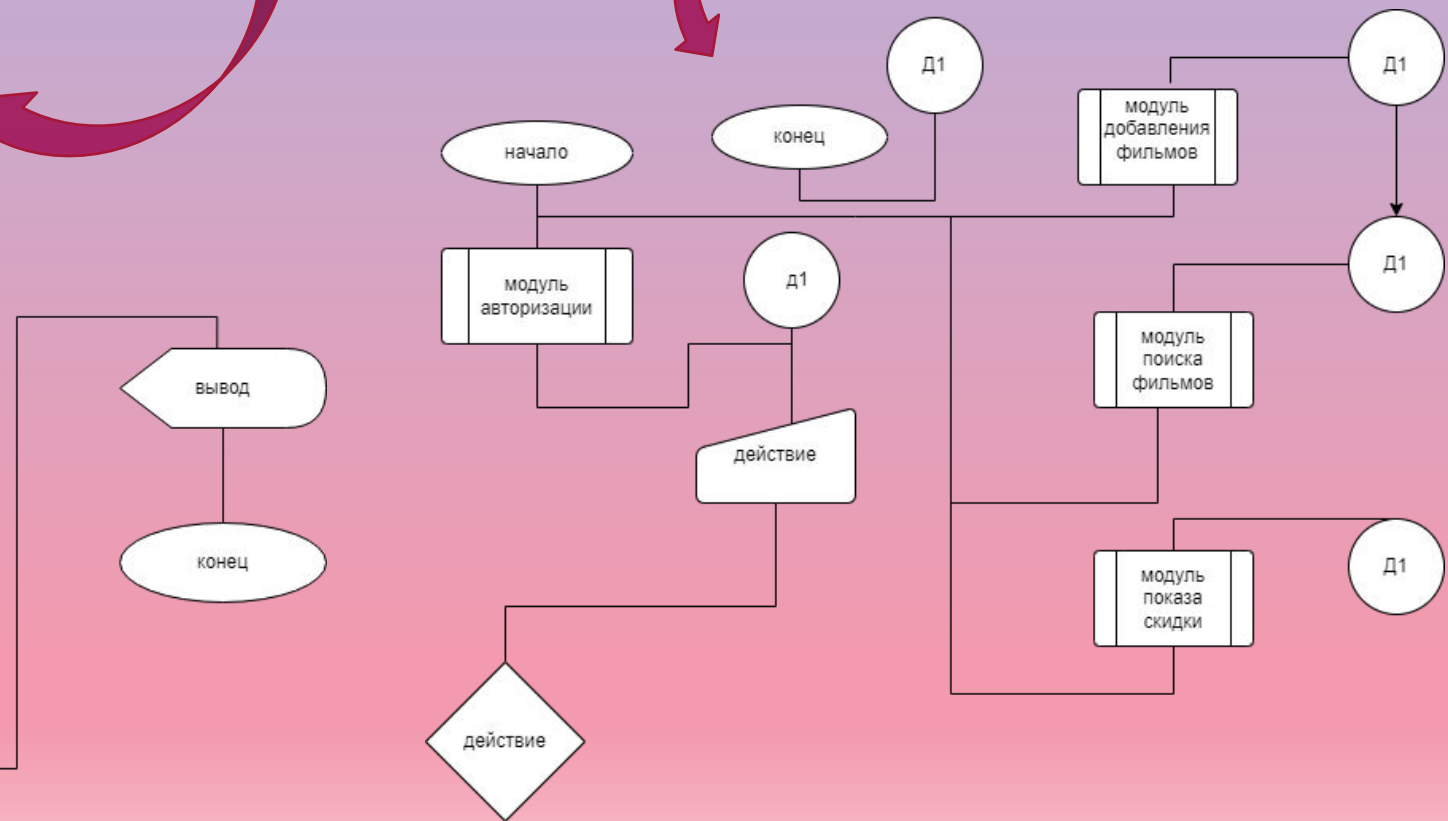 Д1
Д1
модуль
добавления
фильмов
конец
начало
Д1
д1
модуль
авторизации
модуль
поиска
фильмов
вывод
действие
конец
Д1
модуль
показа
скидки
действие